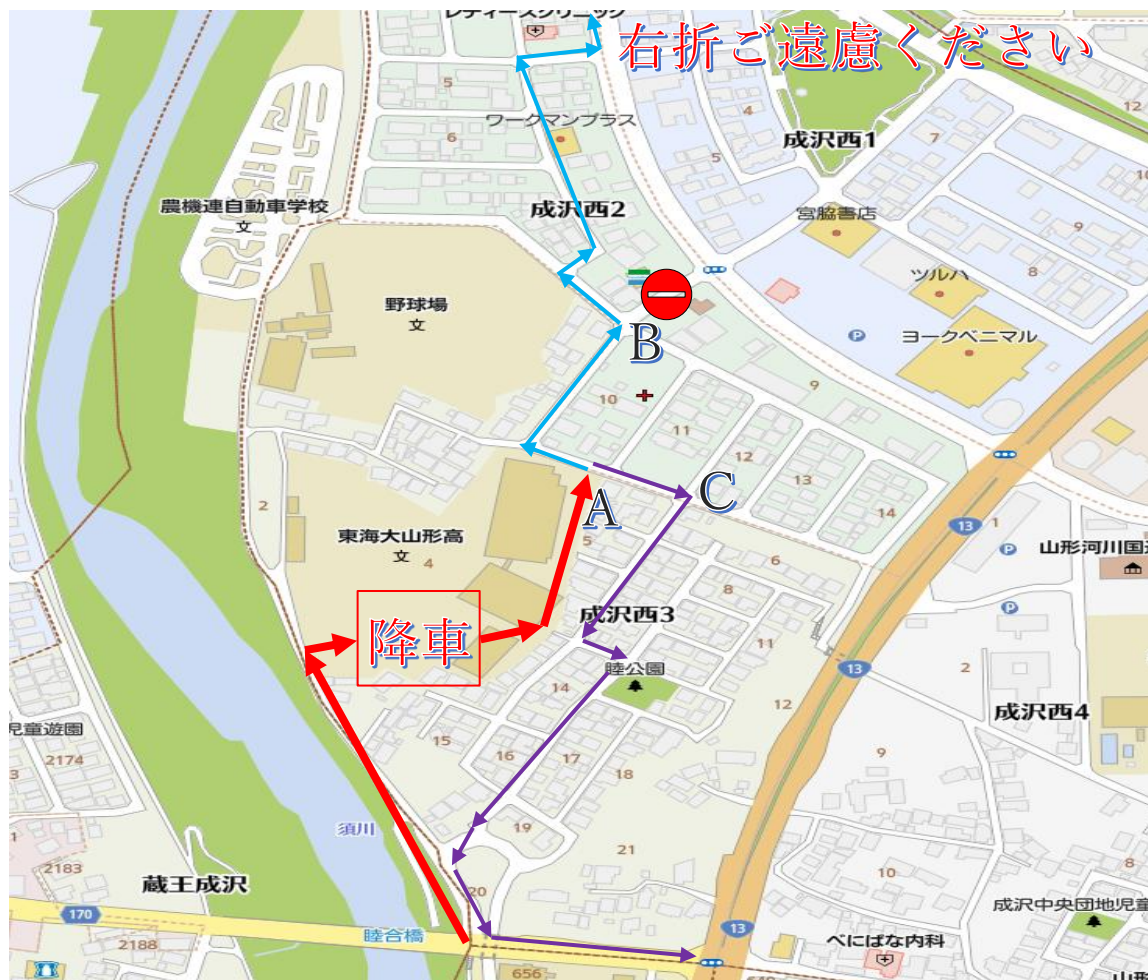 レディースクリニック
右折ご遠慮ください
12
5
4
ワークマンプラス
7
6
成沢西1
5
10
農機連自動車学校
文
成沢西2
宮脇書店
9
ツルハ
8
野球場
文
B
P
ヨークベニマル
9
10
11
12
C
13
A
14
2
13
1
東海大山形高
文
4
5
P
山形河川国道
6
8
P
降車
成沢西3
11
13
2
睦公園
12
14
成沢西4
児童遊園
15
2174
3
16
17
18
9
須川
19
21
2183
蔵王成沢
20
10
8
170
睦合橋
13
成沢中央団地児童
2188
べにばな内科
656